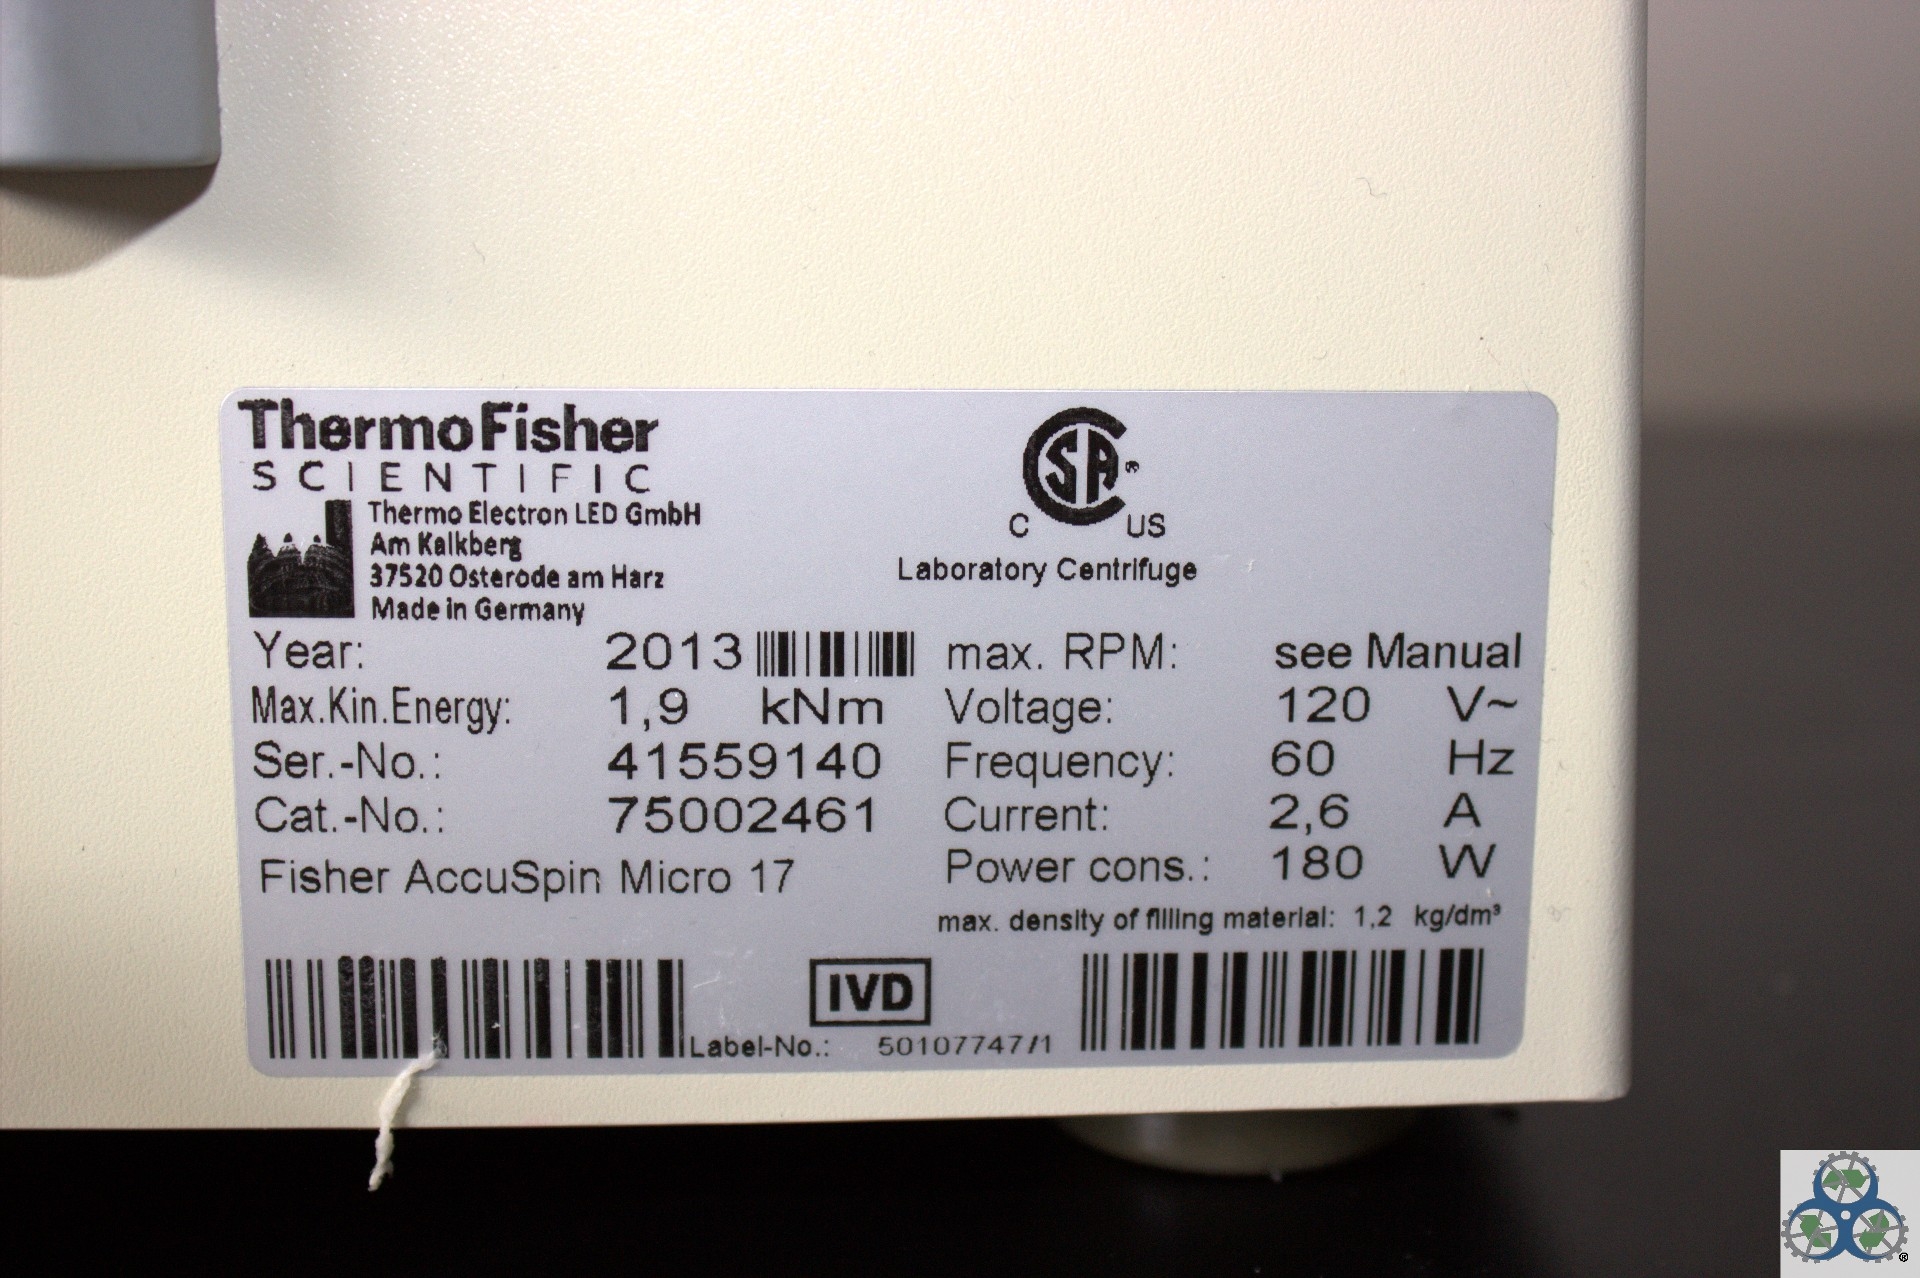 ThermoFisher
SCIENTIFIC
Thermo Electron LED GmbH
Am Kalkberg
37520 Osterode am Harz
Made in Germany
CSA®
C US
Laboratory Centrifuge
Year: 2013
Max.Kin.Energy: 1,9 kNm
Ser.-No.: 41559140
Cat.-No.: 75002461
Fisher AccuSpin Micro 17
max. RPM: see Manual
Voltage: 120 V~
Frequency: 60 Hz
Current: 2,6 A
Power cons.: 180 W
max. density of filling material: 1,2 kg/dm³
IVD
Label-No.: 50107747/1
®